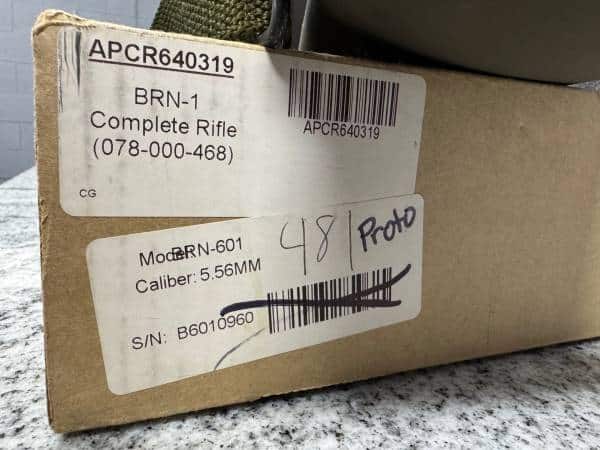 APCR640319
BRN-1
Complete Rifle
(078-000-468)
APCR640319
CG
Model: BRN-601
Caliber: 5.56MM
S/N: B6010960
48 | Proto